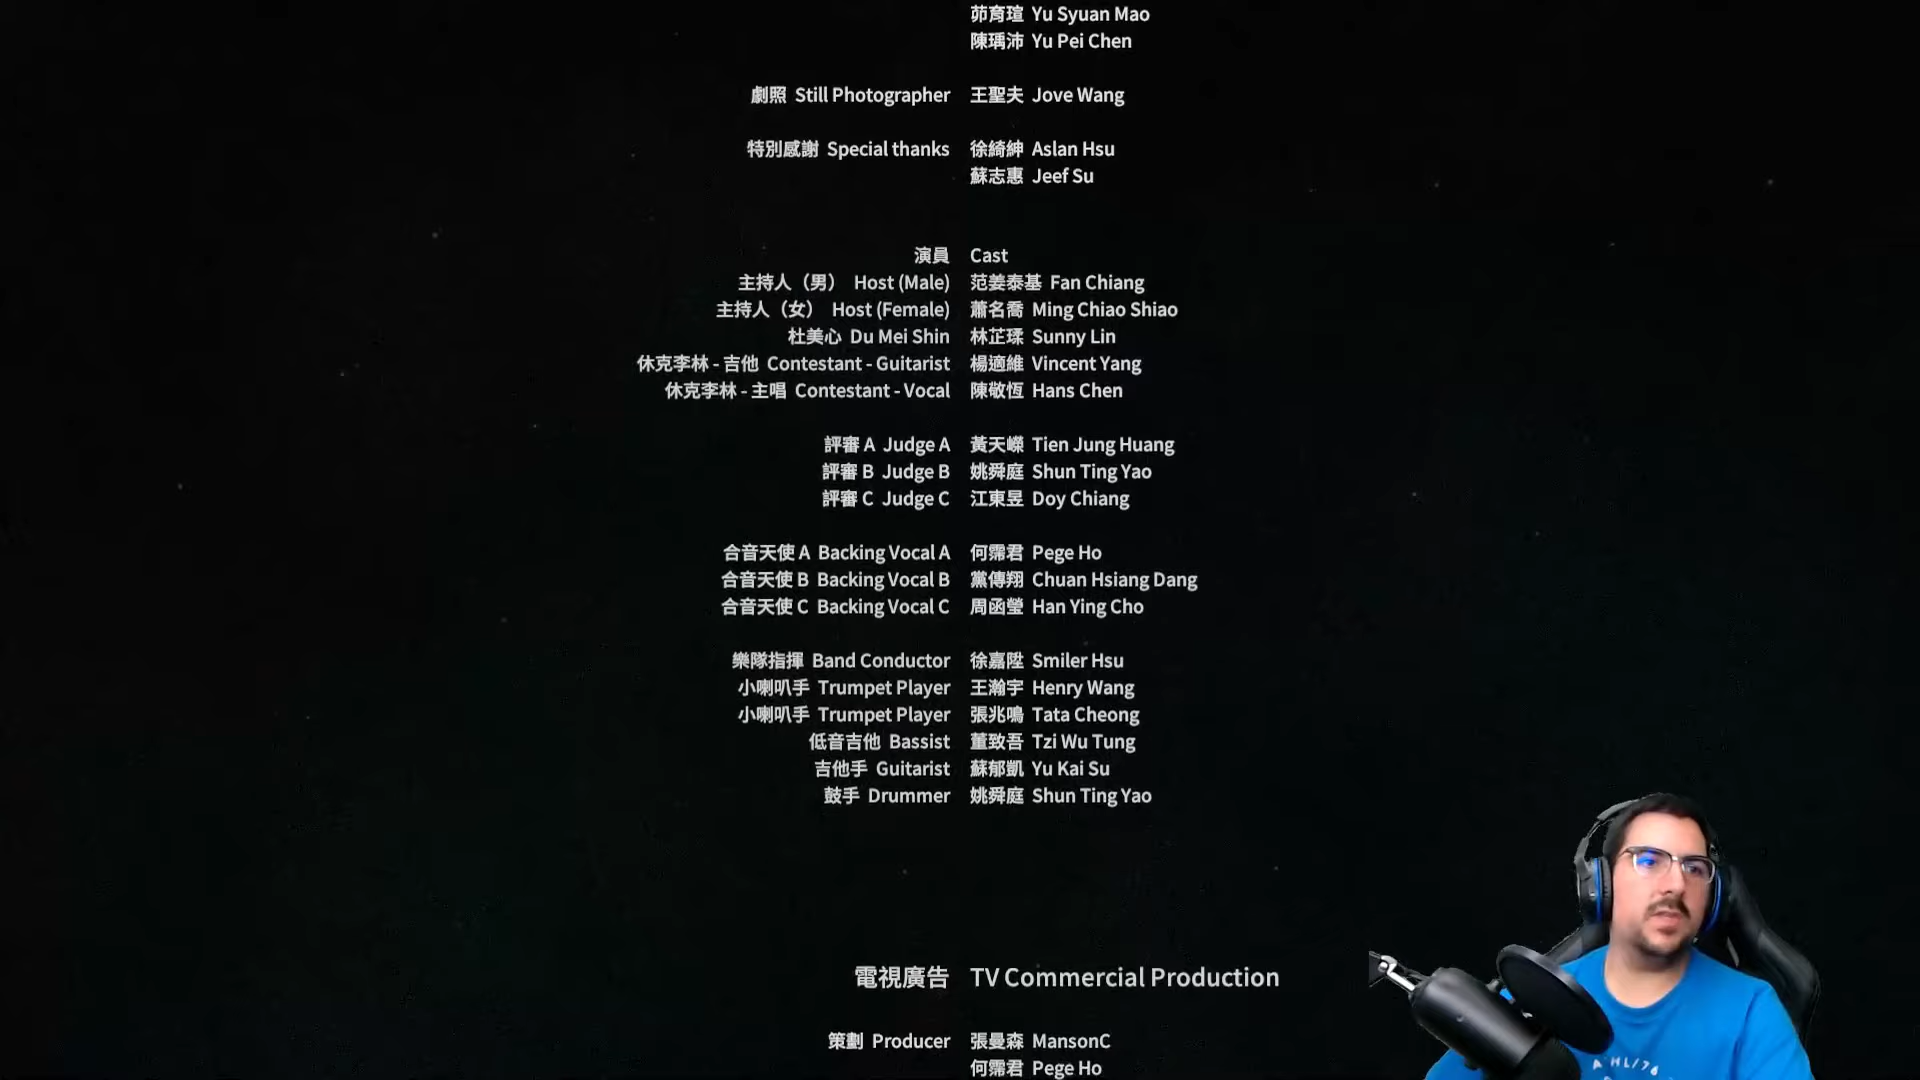 茆育瑄 Yu Syuan Mao
陳瑀沛 Yu Pei Chen
劇照 Still Photographer 王聖夫 Jove Wang
特別感謝 Special thanks 徐綺紳 Aslan Hsu
蘇志惠 Jeef Su
演員 Cast
主持人（男） Host (Male) 范姜泰基 Fan Chiang
主持人（女） Host (Female) 蕭名喬 Ming Chiao Shiao
杜美心 Du Mei Shin 林芷瑈 Sunny Lin
休克李林 - 吉他 Contestant - Guitarist 楊適維 Vincent Yang
休克李林 - 主唱 Contestant - Vocal 陳敬恆 Hans Chen
評審 A Judge A 黃天嶸 Tien Jung Huang
評審 B Judge B 姚舜庭 Shun Ting Yao
評審 C Judge C 江東昱 Doy Chiang
合音天使 A Backing Vocal A 何霈君 Pege Ho
合音天使 B Backing Vocal B 黨傳翔 Chuan Hsiang Dang
合音天使 C Backing Vocal C 周函瑩 Han Ying Cho
樂隊指揮 Band Conductor 徐嘉陞 Smiler Hsu
小喇叭手 Trumpet Player 王瀚宇 Henry Wang
小喇叭手 Trumpet Player 張兆鳴 Tata Cheong
低音吉他 Bassist 董致吾 Tzi Wu Tung
吉他手 Guitarist 蘇郁凱 Yu Kai Su
鼓手 Drummer 姚舜庭 Shun Ting Yao
電視廣告 TV Commercial Production
策劃 Producer 張曼森 MansonC
何霈君 Pege Ho